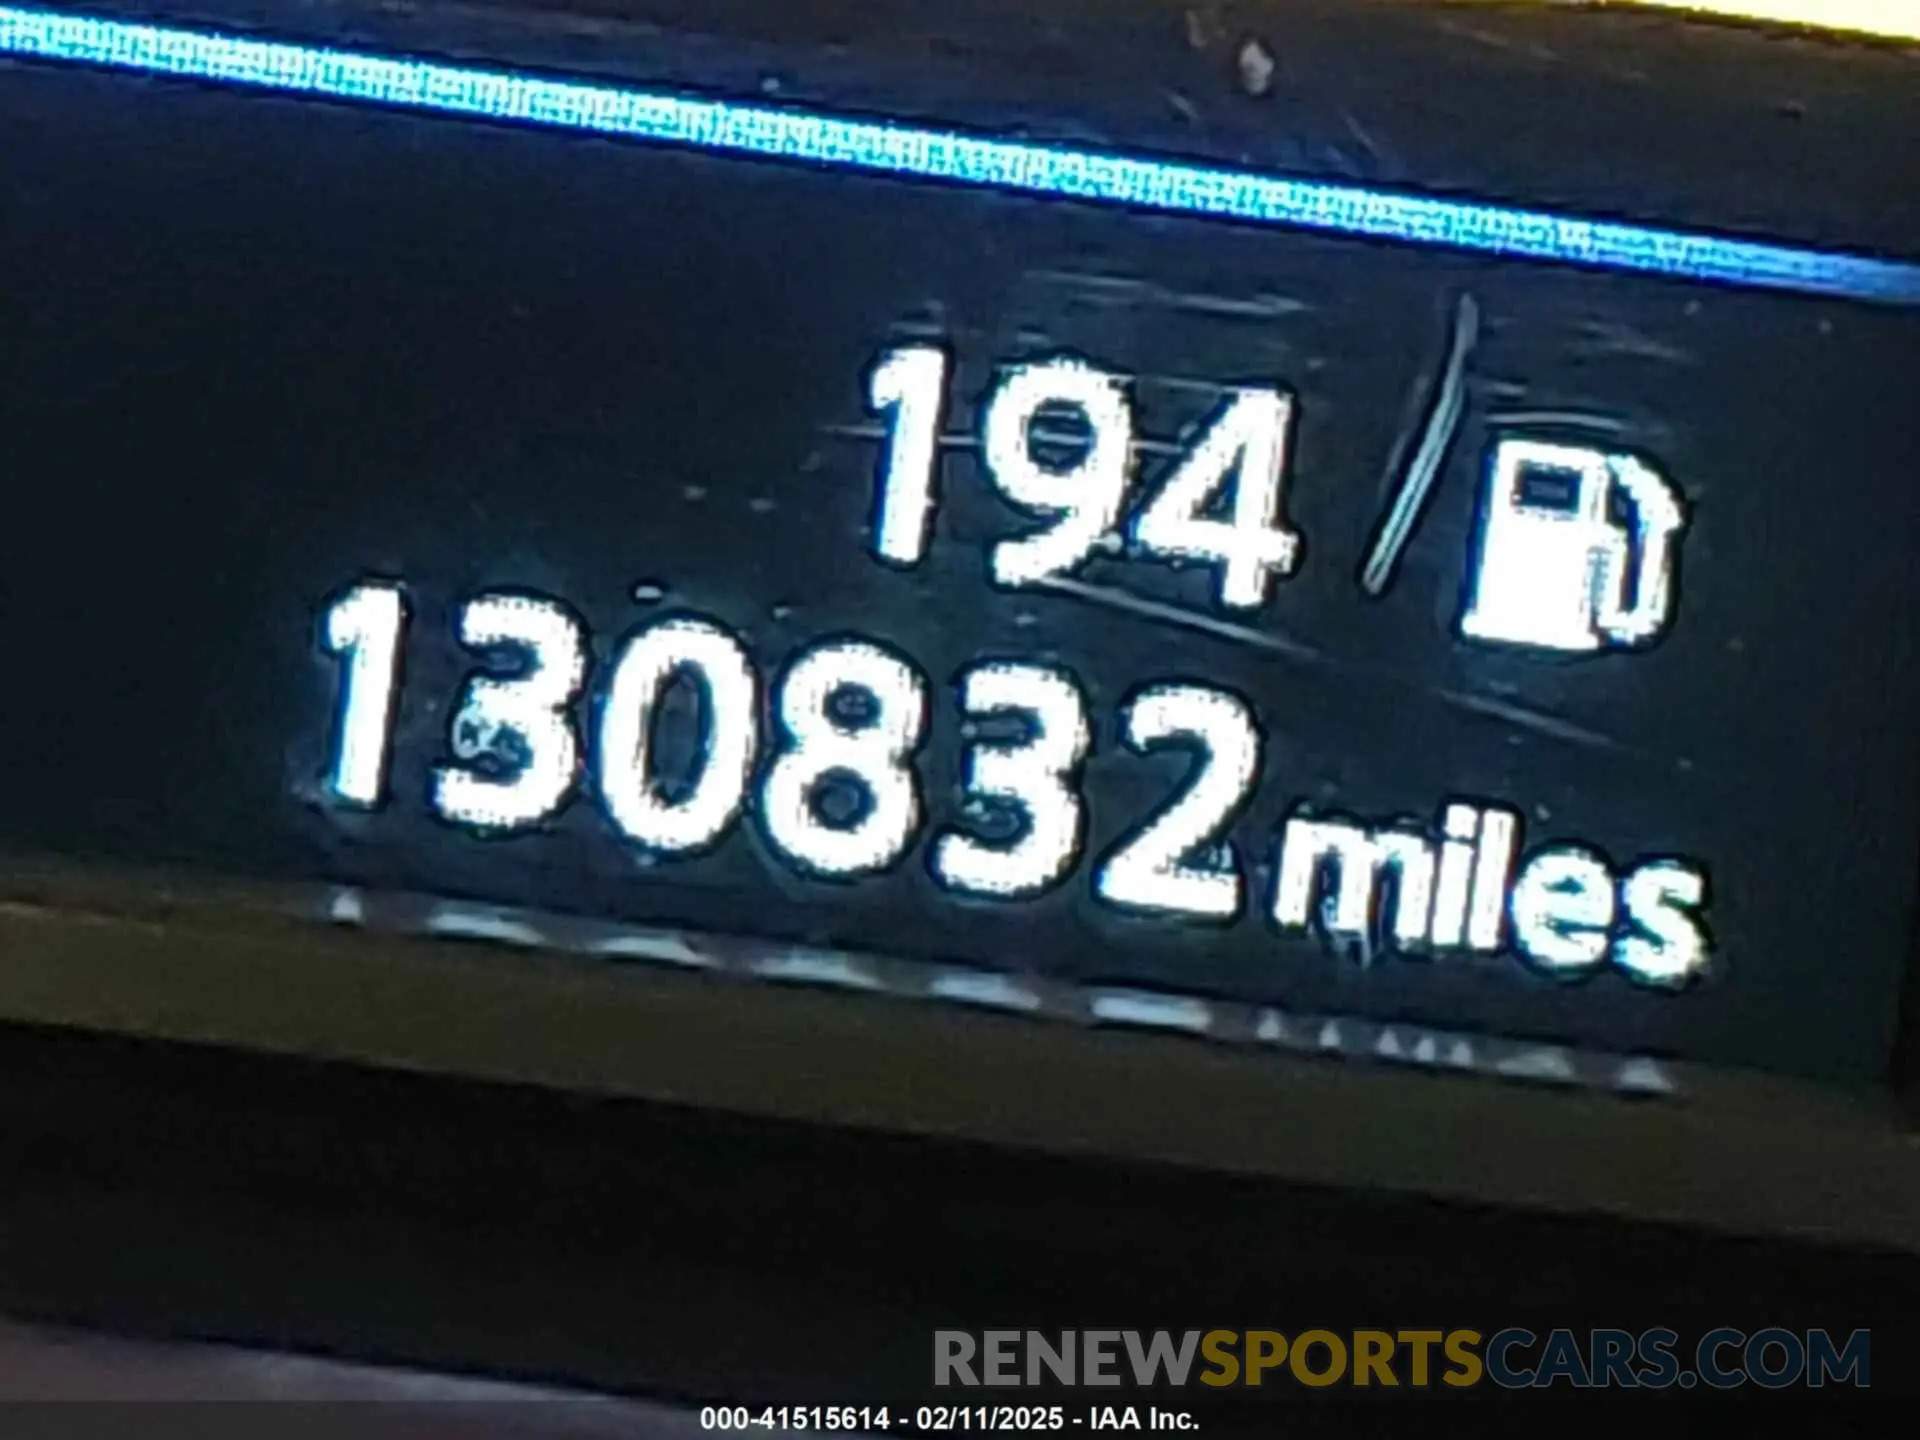 194
130832 miles
RENEWSPORTSCARS.COM
000-41515614 - 02/11/2025 - IAA Inc.